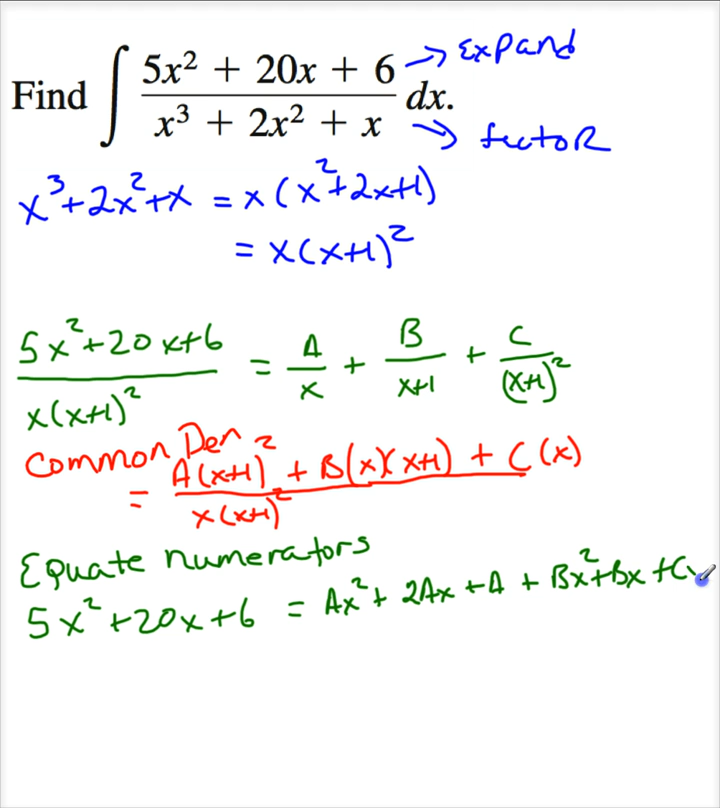 Find ∫ (5x² + 20x + 6)/(x³ + 2x² + x) dx. → Expand
→ factor
x³+2x²+x = x(x²+2x+1)
= x(x+1)²
(5x²+20x+6)/(x(x+1)²) = A/x + B/(x+1) + C/(x+1)²
Common Den
= (A(x+1)² + B(x)(x+1) + C(x))/(x(x+1)²)
Equate numerators
5x²+20x+6 = Ax²+ 2Ax +A + Bx²+Bx +C